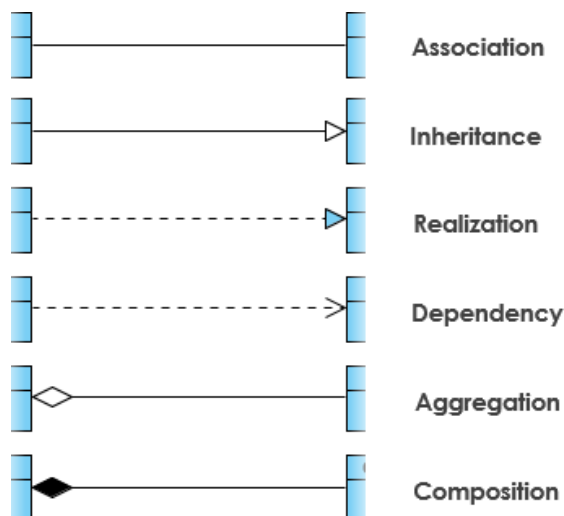 Association
Inheritance
Realization
Dependency
Aggregation
Composition